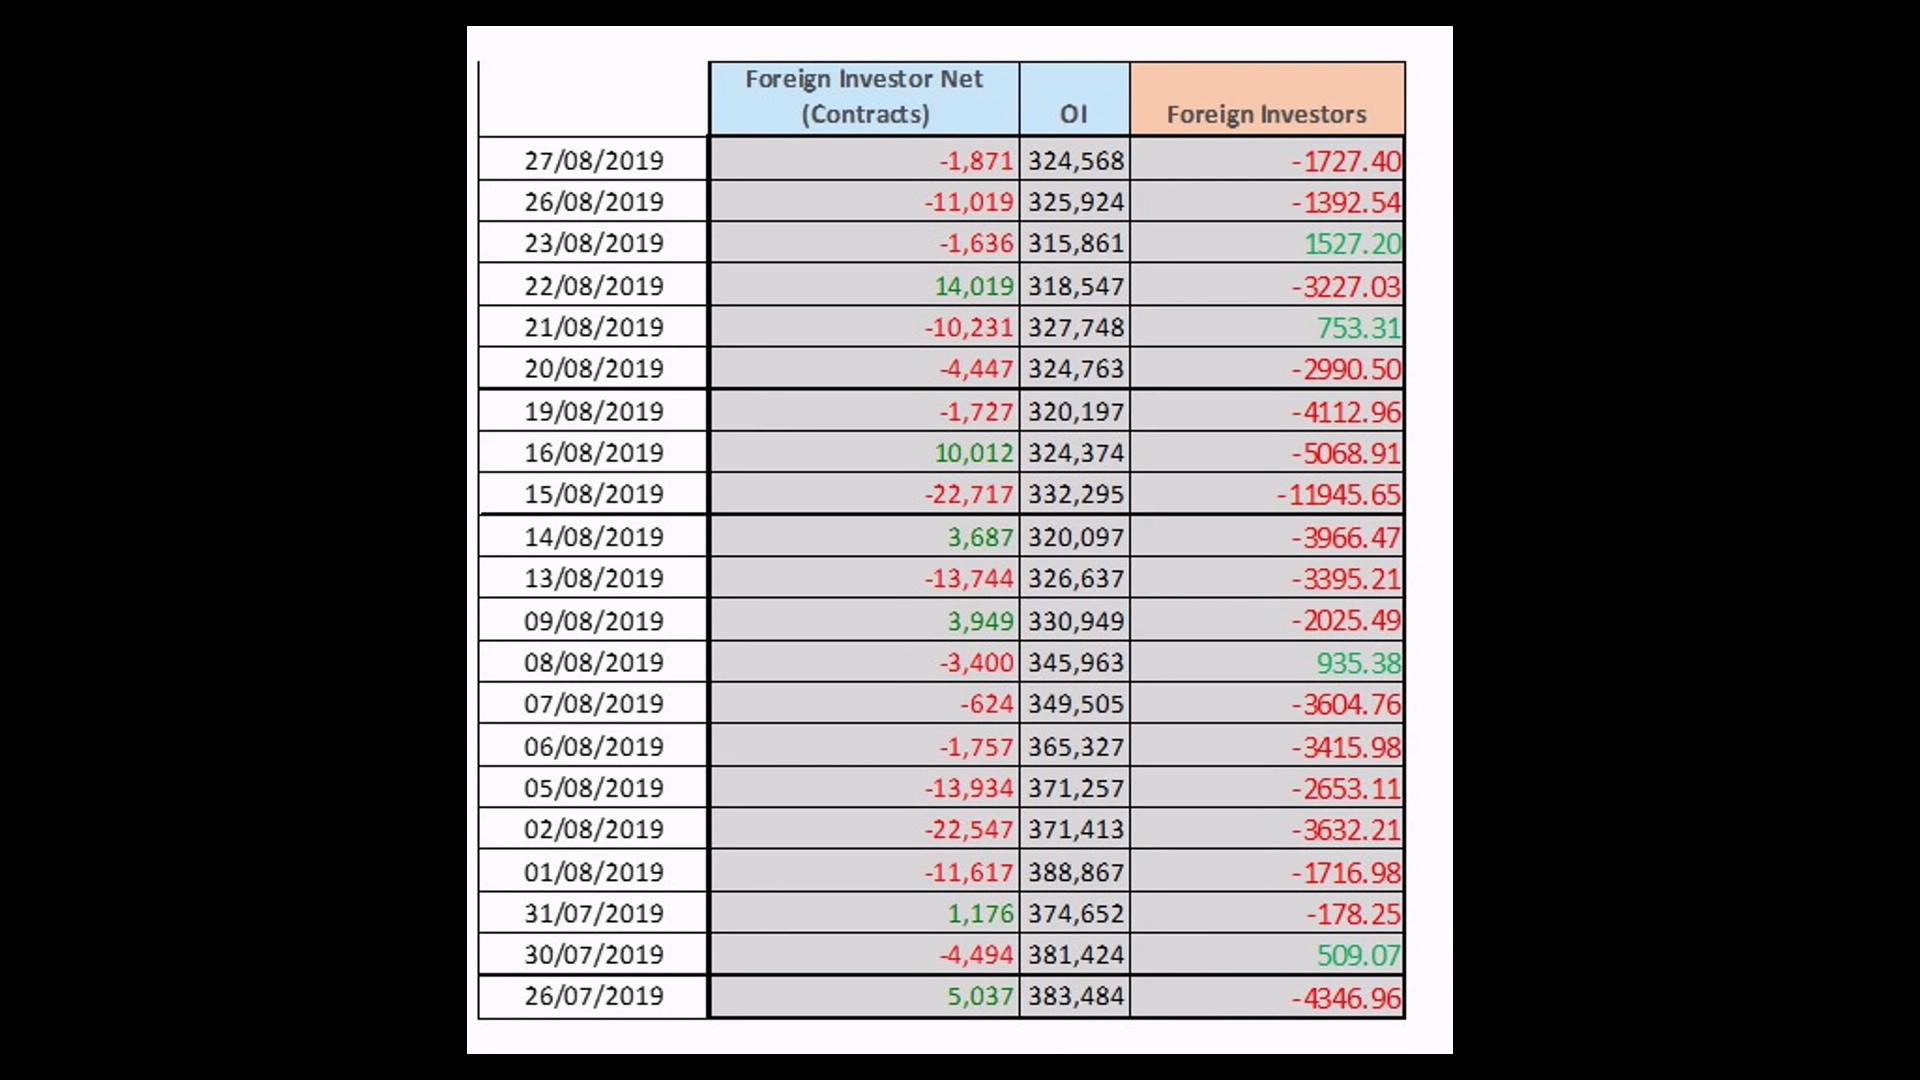 Foreign Investor Net
(Contracts) OI Foreign Investors
27/08/2019 -1,871 324,568 -1727.40
26/08/2019 -11,019 325,924 -1392.54
23/08/2019 -1,636 315,861 1527.20
22/08/2019 14,019 318,547 -3227.03
21/08/2019 -10,231 327,748 753.31
20/08/2019 -4,447 324,763 -2990.50
19/08/2019 -1,727 320,197 -4112.96
16/08/2019 10,012 324,374 -5068.91
15/08/2019 -22,717 332,295 -11945.65
14/08/2019 3,687 320,097 -3966.47
13/08/2019 -13,744 326,637 -3395.21
09/08/2019 3,949 330,949 -2025.49
08/08/2019 -3,400 345,963 935.38
07/08/2019 -624 349,505 -3604.76
06/08/2019 -1,757 365,327 -3415.98
05/08/2019 -13,934 371,257 -2653.11
02/08/2019 -22,547 371,413 -3632.21
01/08/2019 -11,617 388,867 -1716.98
31/07/2019 1,176 374,652 -178.25
30/07/2019 -4,494 381,424 509.07
26/07/2019 5,037 383,484 -4346.96